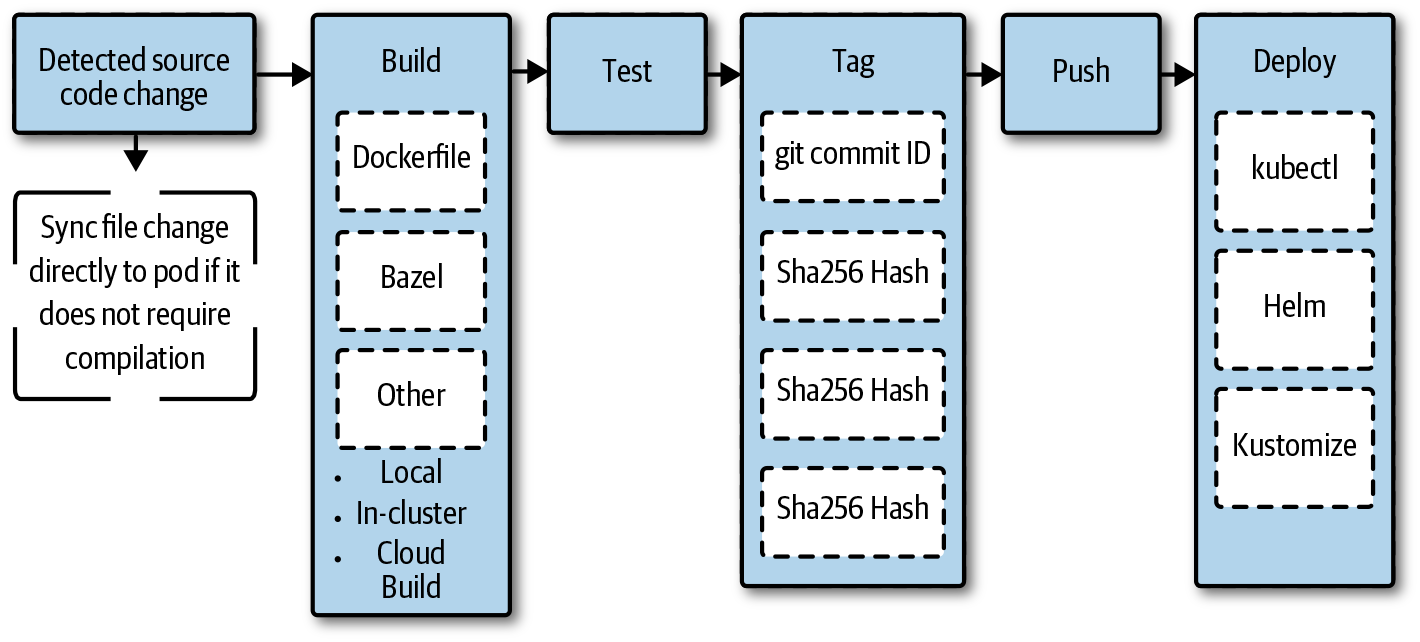 Detected source
code change
Sync file change
directly to pod if it
does not require
compilation
Build
Dockerfile
Bazel
Other
• Local
• In-cluster
• Cloud
Build
Test
Tag
git commit ID
Sha256 Hash
Sha256 Hash
Sha256 Hash
Push
Deploy
kubectl
Helm
Kustomize